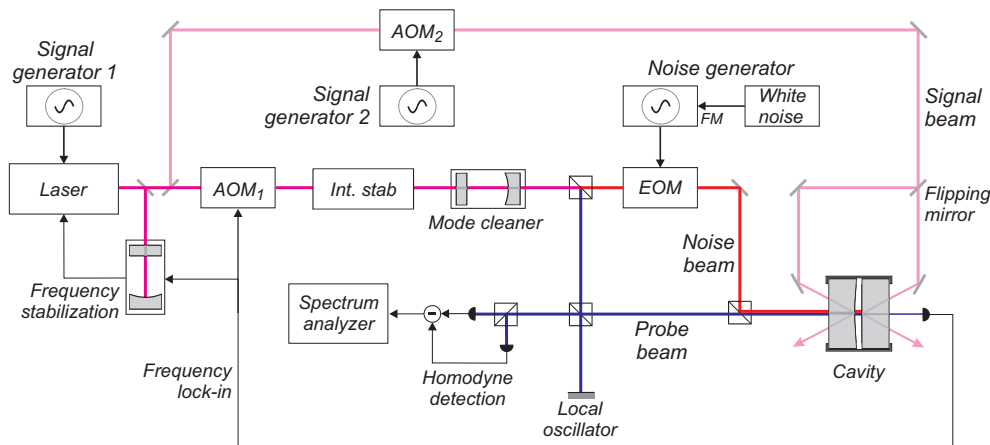 AOM2
Signal
generator 1
Signal
generator 2
Noise generator
FM
White
noise
Signal
beam
Laser
AOM1
Int. stab
Mode cleaner
EOM
Flipping
mirror
Noise
beam
Frequency
stabilization
Spectrum
analyzer
Probe
beam
Homodyne
detection
Frequency
lock-in
Local
oscillator
Cavity